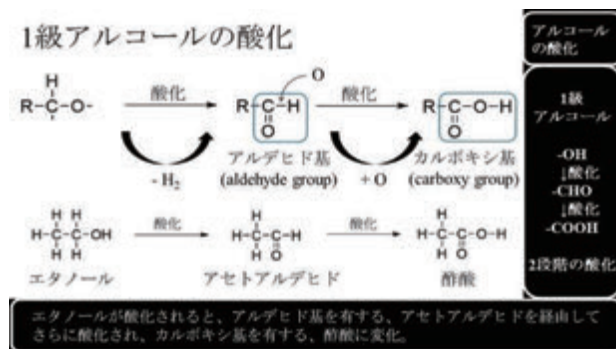 1級アルコールの酸化
アルコール
の酸化
H
R-C-O-
酸化
O
R-C-H
O
酸化
R-C-O-H
O
- H₂
アルデヒド基
(aldehyde group)
+ O
カルボキシ基
(carboxy group)
1級
アルコール
-OH
↓酸化
-CHO
↓酸化
-COOH
2段階の酸化
H H
H-C-C-OH
H H
酸化
H
H-C-C-H
H O
酸化
H
H-C-C-O-H
H O
エタノール
アセトアルデヒド
酢酸
エタノールが酸化されると、アルデヒド基を有する、アセトアルデヒドを経由して
さらに酸化され、カルボキシ基を有する、酢酸に変化。